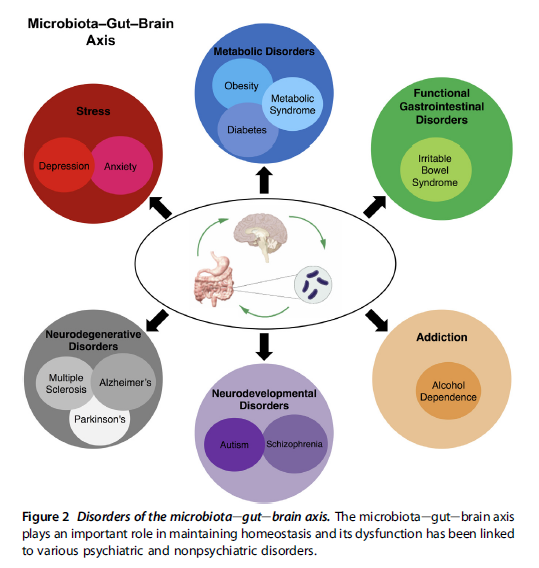 Microbiota–Gut–Brain
Axis
Metabolic Disorders
Obesity
Metabolic
Syndrome
Diabetes
Stress
Depression
Anxiety
Functional
Gastrointestinal
Disorders
Irritable
Bowel
Syndrome
Neurodegenerative
Disorders
Multiple
Sclerosis
Alzheimer's
Parkinson's
Neurodevelopmental
Disorders
Autism
Schizophrenia
Addiction
Alcohol
Dependence
Figure 2 Disorders of the microbiota–gut–brain axis. The microbiota–gut–brain axis
plays an important role in maintaining homeostasis and its dysfunction has been linked
to various psychiatric and nonpsychiatric disorders.